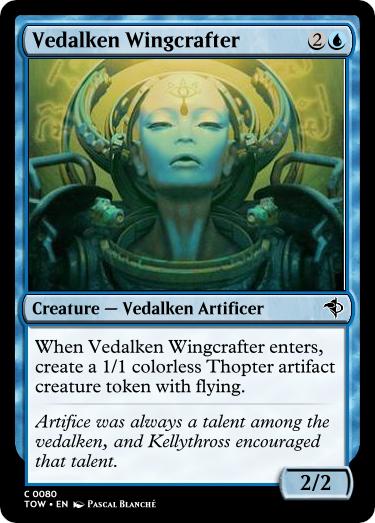 Vedalken Wingcrafter 2
Creature — Vedalken Artificer
When Vedalken Wingcrafter enters,
create a 1/1 colorless Thopter artifact
creature token with flying.
Artifice was always a talent among the
vedalken, and Kellythross encouraged
that talent.
2/2
C 0080
TOW • EN Pascal Blanché